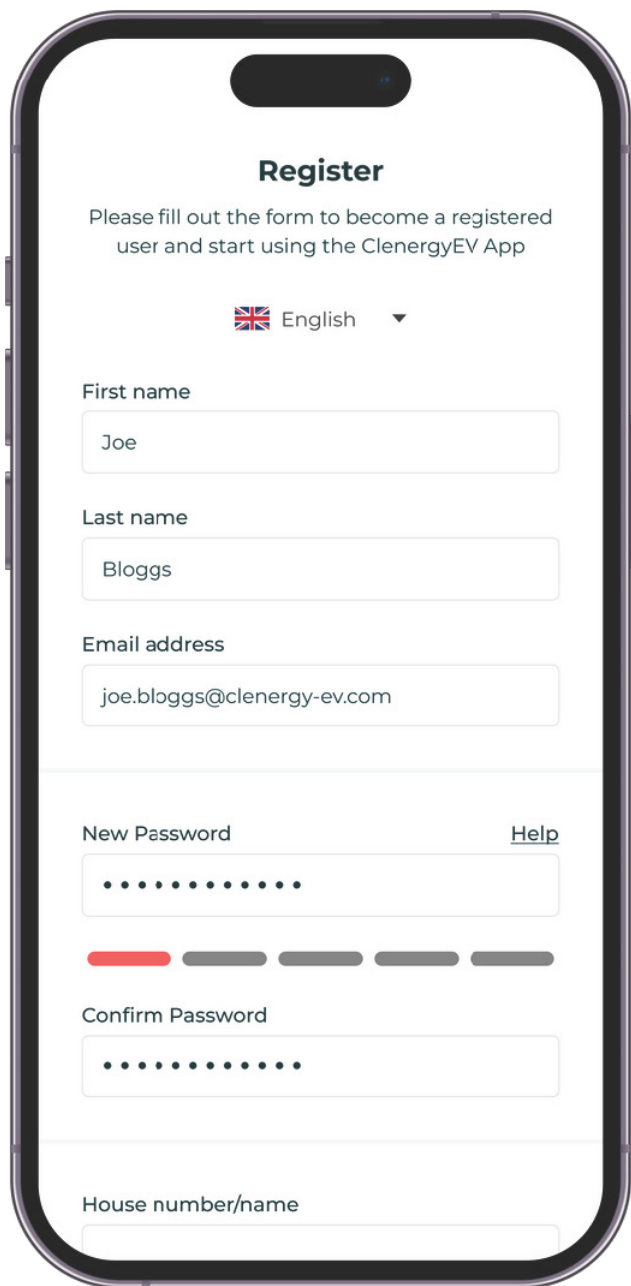 Register
Please fill out the form to become a registered
user and start using the ClenergyEV App
English
First name
Joe
Last name
Bloggs
Email address
joe.bloggs@clenergy-ev.com
New Password
Help
••••••••••••
Confirm Password
••••••••••••
House number/name